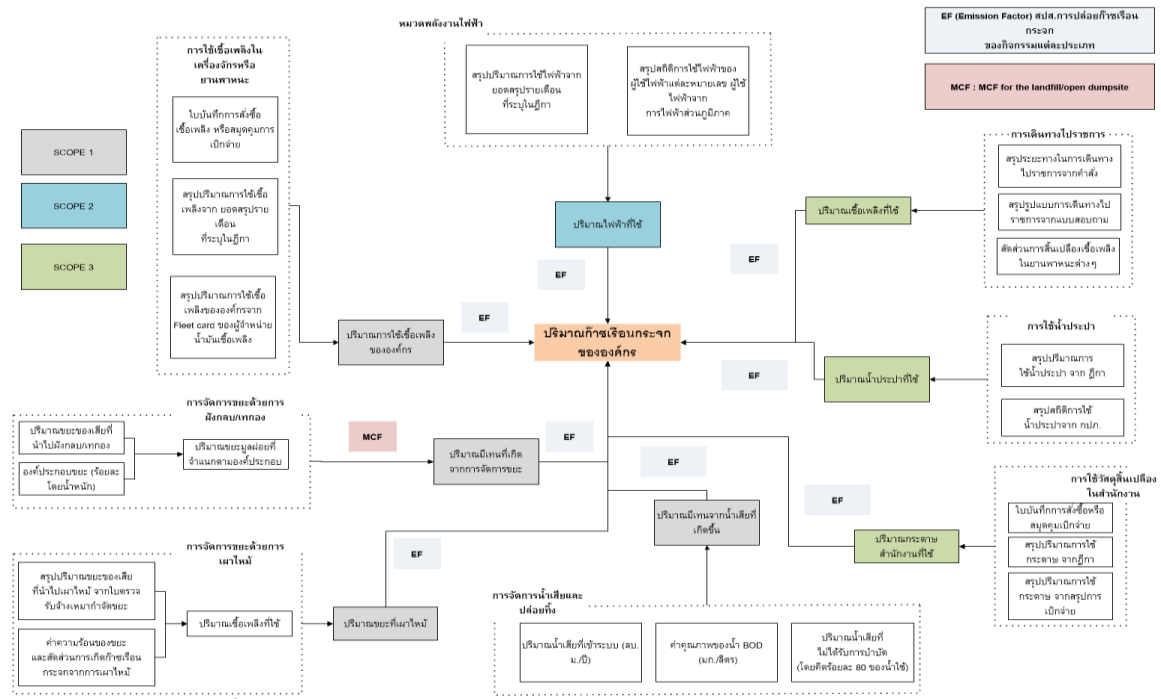 หมวดพลังงานไฟฟ้า
EF (Emission Factor) สปส.การปล่อยก๊าซเรือน
กระจก
ของกิจกรรมแต่ละประเภท
MCF : MCF for the landfill/open dumpsite
SCOPE 1
SCOPE 2
SCOPE 3
การใช้เชื้อเพลิงใน
เครื่องจักรหรือ
ยานพาหนะ
ใบบันทึกการสั่งซื้อ
เชื้อเพลิง หรือสมุดคุมการ
เบิกจ่าย
สรุปปริมาณการใช้เชื้อ
เพลิงจาก ยอดสรุปราย
เดือน
ที่ระบุในฎีกา
สรุปปริมาณการใช้เชื้อ
เพลิงขององค์กรจาก
Fleet card ของผู้จำหน่าย
น้ำมันเชื้อเพลิง
สรุปปริมาณการใช้ไฟฟ้าจาก
ยอดสรุปรายเดือน
ที่ระบุในฎีกา
สรุปสถิติการใช้ไฟฟ้าของ
ผู้ใช้ไฟฟ้าแต่ละหมายเลข ผู้ใช้
ไฟฟ้าจาก
การไฟฟ้าส่วนภูมิภาค
ปริมาณไฟฟ้าที่ใช้
EF
การเดินทางไปราชการ
สรุประยะทางในการเดินทาง
ไปราชการจากคำสั่ง
สรุปรูปแบบการเดินทางไป
ราชการจากแบบสอบถาม
สัดส่วนการสิ้นเปลืองเชื้อเพลิง
ในยานพาหนะต่างๆ
ปริมาณเชื้อเพลิงที่ใช้
EF
ปริมาณการใช้เชื้อเพลิง
ขององค์กร
EF
ปริมาณก๊าซเรือนกระจก
ขององค์กร
EF
ปริมาณน้ำประปาที่ใช้
การใช้น้ำประปา
สรุปปริมาณการ
ใช้น้ำประปา จาก ฎีกา
สรุปสถิติการใช้
น้ำประปาจาก กปภ.
การจัดการขยะด้วยการ
ฝังกลบ/เทกอง
ปริมาณขยะของเสียที่
นำไปฝังกลบ/เทกอง
องค์ประกอบขยะ (ร้อยละ
โดยน้ำหนัก)
ปริมาณขยะมูลฝอยที่
จำแนกตามองค์ประกอบ
MCF
ปริมาณมีเทนที่เกิด
จากการจัดการขยะ
EF
EF
ปริมาณมีเทนจากน้ำเสียที่
เกิดขึ้น
EF
ปริมาณกระดาษ
สำนักงานที่ใช้
การใช้วัสดุสิ้นเปลือง
ในสำนักงาน
ใบบันทึกการสั่งซื้อหรือ
สมุดคุมเบิกจ่าย
สรุปปริมาณการใช้
กระดาษ จากฎีกา
สรุปปริมาณการใช้
กระดาษ จากสรุปการ
เบิกจ่าย
การจัดการขยะด้วยการ
เผาไหม้
สรุปปริมาณขยะของเสีย
ที่นำไปเผาไหม้ จากใบตรวจ
รับจ้างเหมากำจัดขยะ
ค่าความร้อนของขยะ
และสัดส่วนการเกิดก๊าซเรือน
กระจกจากการเผาไหม้
ปริมาณเชื้อเพลิงที่ใช้
ปริมาณขยะที่เผาไหม้
EF
การจัดการน้ำเสียและ
ปล่อยทิ้ง
ปริมาณน้ำเสียที่เข้าระบบ (ลบ.
ม./ปี)
ค่าคุณภาพของน้ำ BOD
(มก./ลิตร)
ปริมาณน้ำเสียที่
ไม่ได้รับการบำบัด
(โดยคิดร้อยละ 80 ของน้ำใช้)